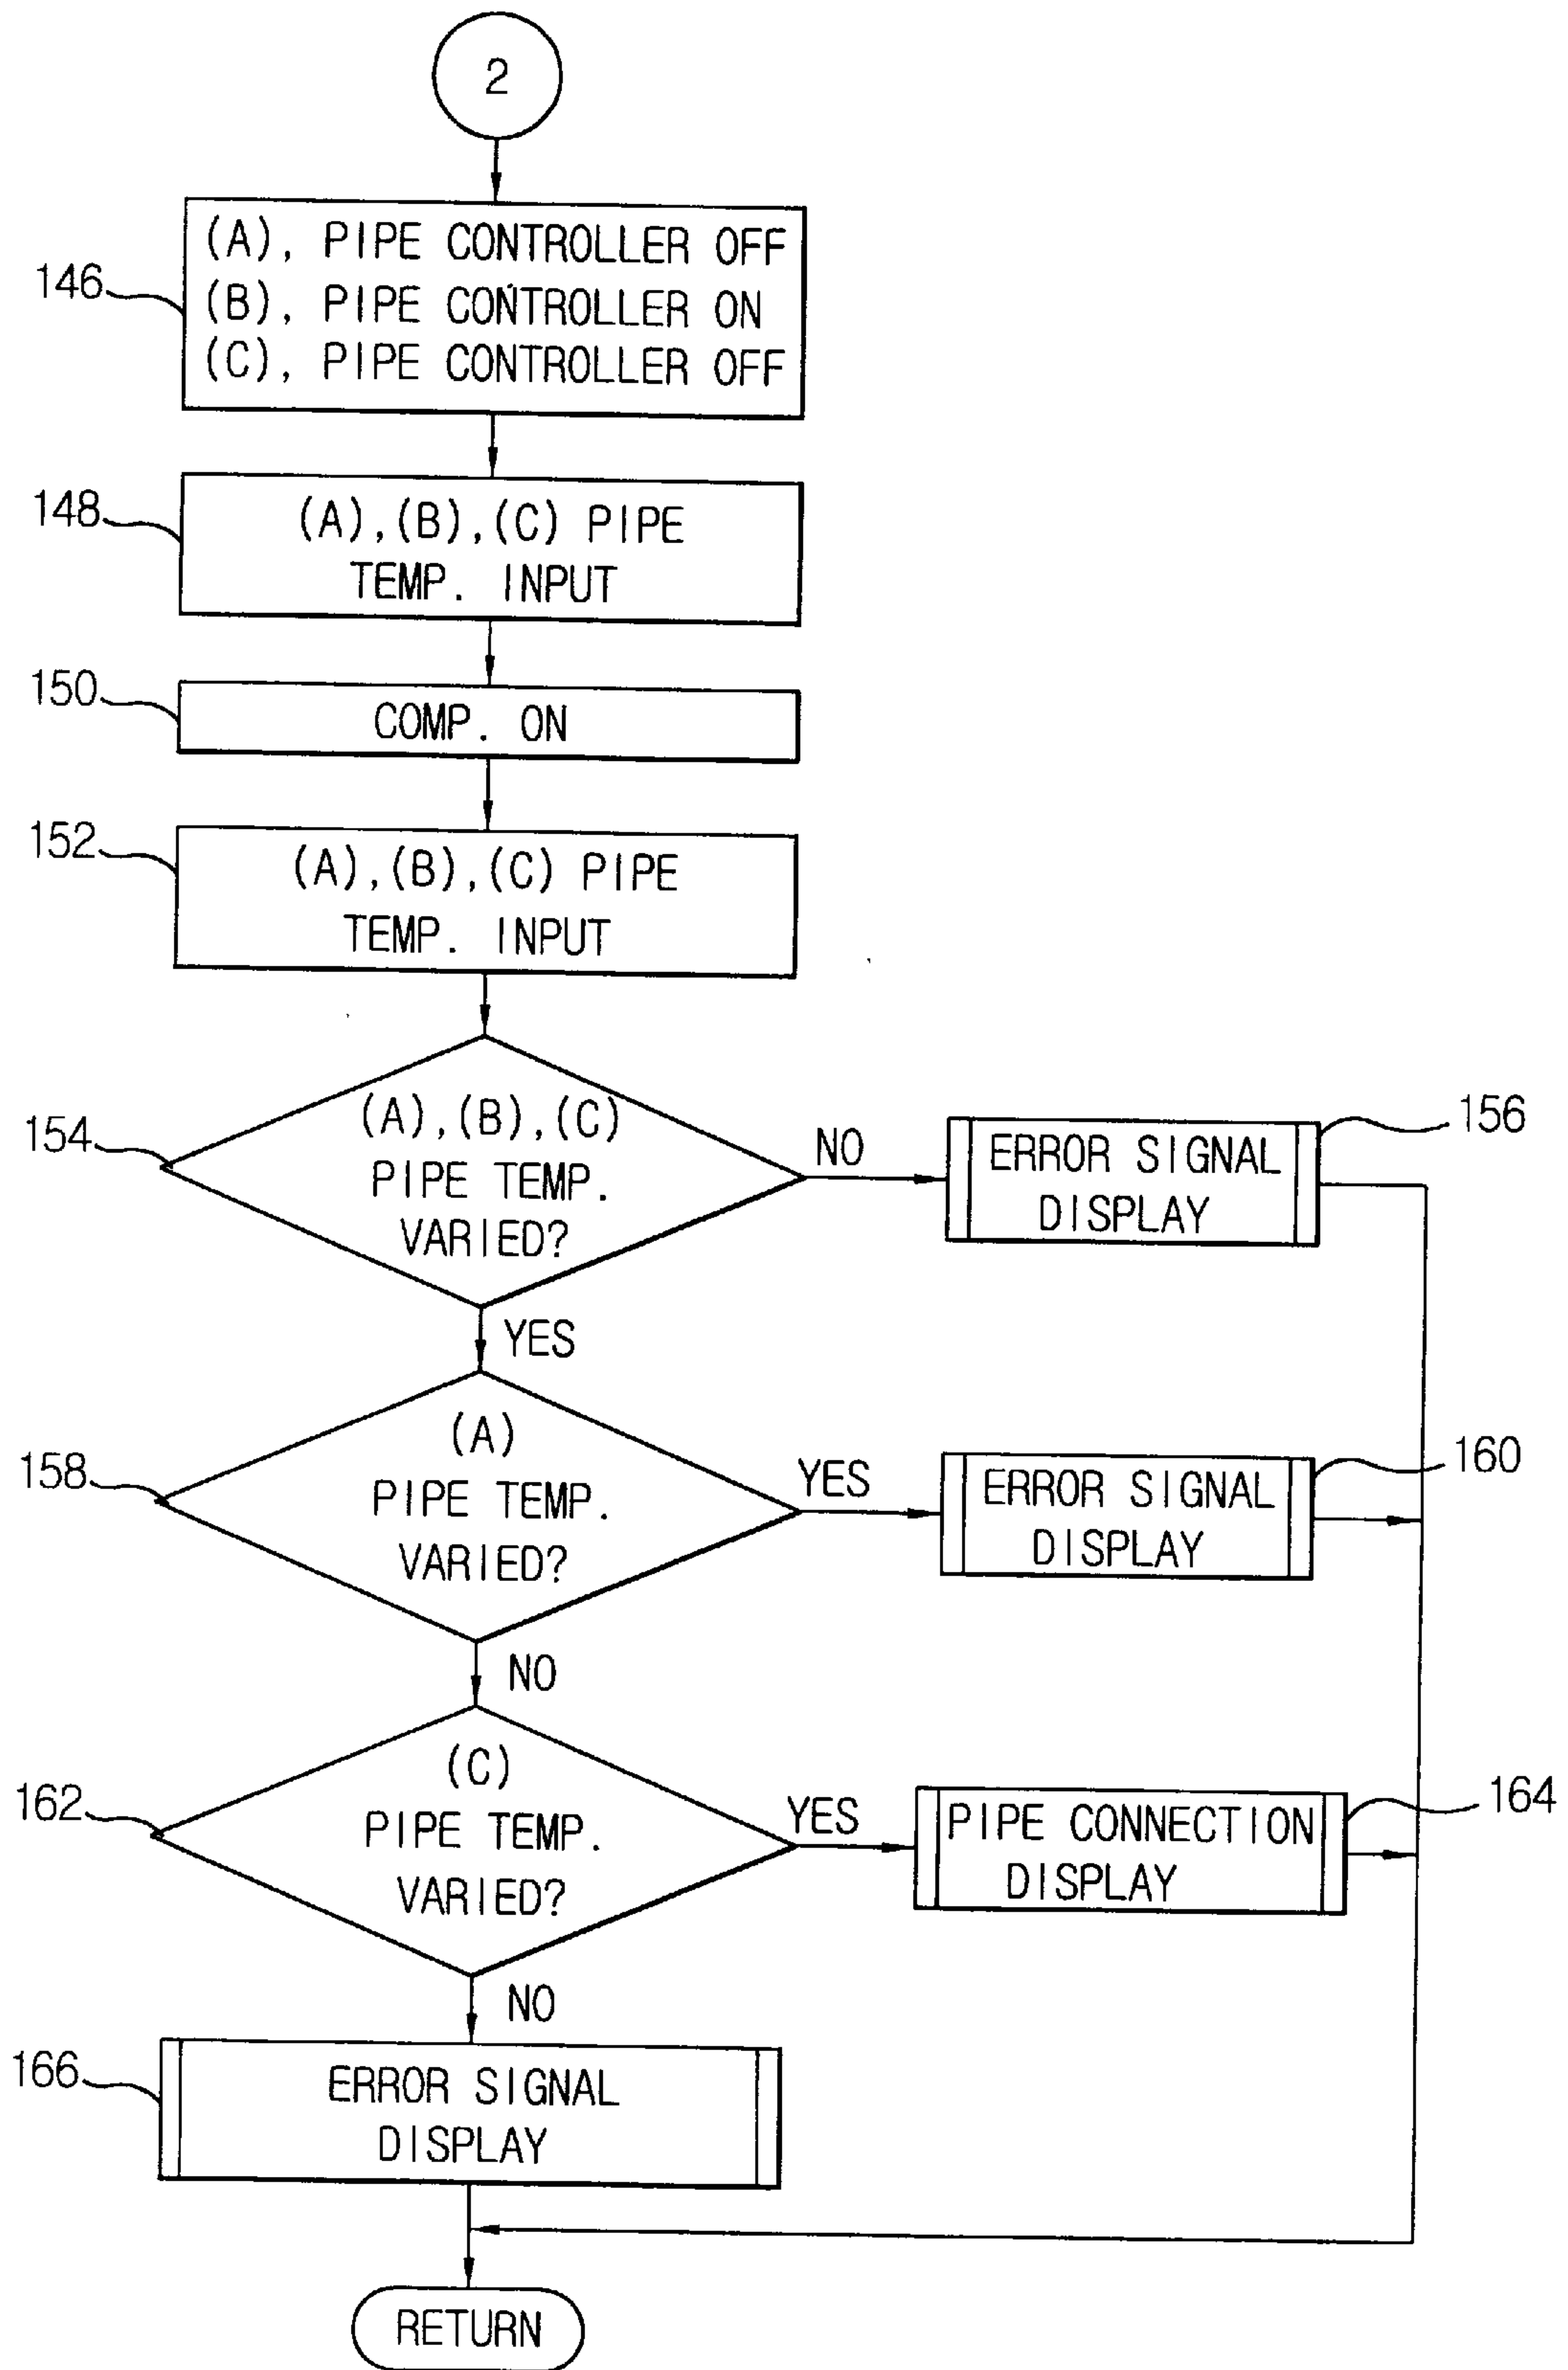 2
146
(A), PIPE CONTROLLER OFF
(B), PIPE CONTROLLER ON
(C), PIPE CONTROLLER OFF
148
(A),(B),(C) PIPE
TEMP. INPUT
150
COMP. ON
152
(A),(B),(C) PIPE
TEMP. INPUT
154
(A),(B),(C)
PIPE TEMP.
VARIED?
NO
ERROR SIGNAL
DISPLAY
156
YES
158
(A)
PIPE TEMP.
VARIED?
YES
ERROR SIGNAL
DISPLAY
160
NO
162
(C)
PIPE TEMP.
VARIED?
YES
PIPE CONNECTION
DISPLAY
164
NO
166
ERROR SIGNAL
DISPLAY
RETURN